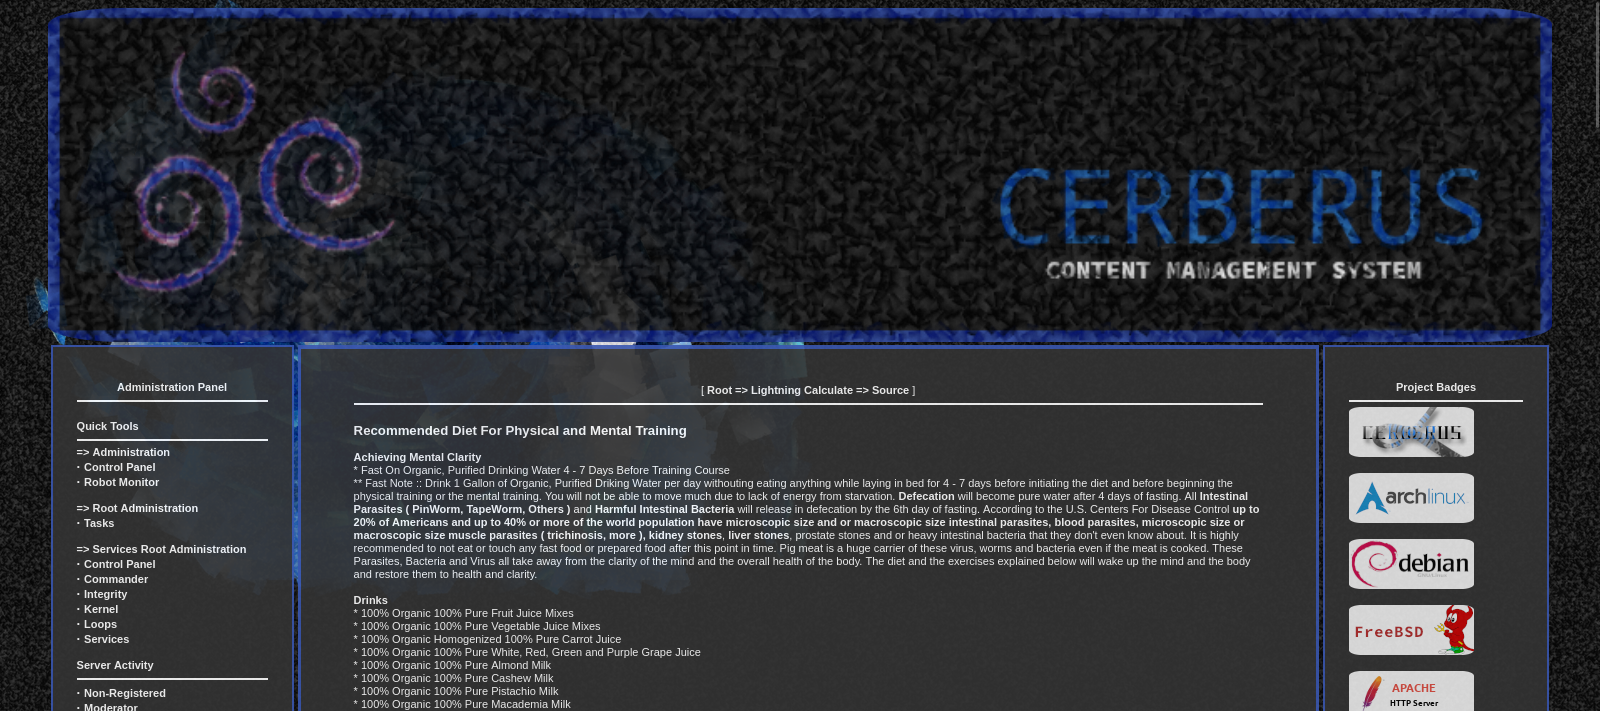 CERBERUS
CONTENT MANAGEMENT SYSTEM
Administration Panel
Quick Tools
=> Administration
· Control Panel
· Robot Monitor
=> Root Administration
· Tasks
=> Services Root Administration
· Control Panel
· Commander
· Integrity
· Kernel
· Loops
· Services
Server Activity
· Non-Registered
· Moderator
[ Root => Lightning Calculate => Source ]
Recommended Diet For Physical and Mental Training
Achieving Mental Clarity
* Fast On Organic, Purified Drinking Water 4 - 7 Days Before Training Course
** Fast Note :: Drink 1 Gallon of Organic, Purified Driking Water per day withouting eating anything while laying in bed for 4 - 7 days before initiating the diet and before beginning the
physical training or the mental training. You will not be able to move much due to lack of energy from starvation. Defecation will become pure water after 4 days of fasting. All Intestinal
Parasites ( PinWorm, TapeWorm, Others ) and Harmful Intestinal Bacteria will release in defecation by the 6th day of fasting. According to the U.S. Centers For Disease Control up to
20% of Americans and up to 40% or more of the world population have microscopic size and or macroscopic size intestinal parasites, blood parasites, microscopic size or
macroscopic size muscle parasites ( trichinosis, more ), kidney stones, liver stones, prostate stones and or heavy intestinal bacteria that they don't even know about. It is highly
recommended to not eat or touch any fast food or prepared food after this point in time. Pig meat is a huge carrier of these virus, worms and bacteria even if the meat is cooked. These
Parasites, Bacteria and Virus all take away from the clarity of the mind and the overall health of the body. The diet and the exercises explained below will wake up the mind and the body
and restore them to health and clarity.
Drinks
* 100% Organic 100% Pure Fruit Juice Mixes
* 100% Organic 100% Pure Vegetable Juice Mixes
* 100% Organic Homogenized 100% Pure Carrot Juice
* 100% Organic 100% Pure White, Red, Green and Purple Grape Juice
* 100% Organic 100% Pure Almond Milk
* 100% Organic 100% Pure Cashew Milk
* 100% Organic 100% Pure Pistachio Milk
* 100% Organic 100% Pure Macademia Milk
Project Badges
CERBERUS
archlinux
debian
FreeBSD
APACHE
HTTP Server